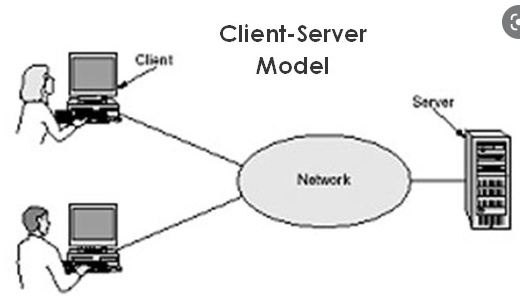 Client-Server
Model
Client
Server
Network